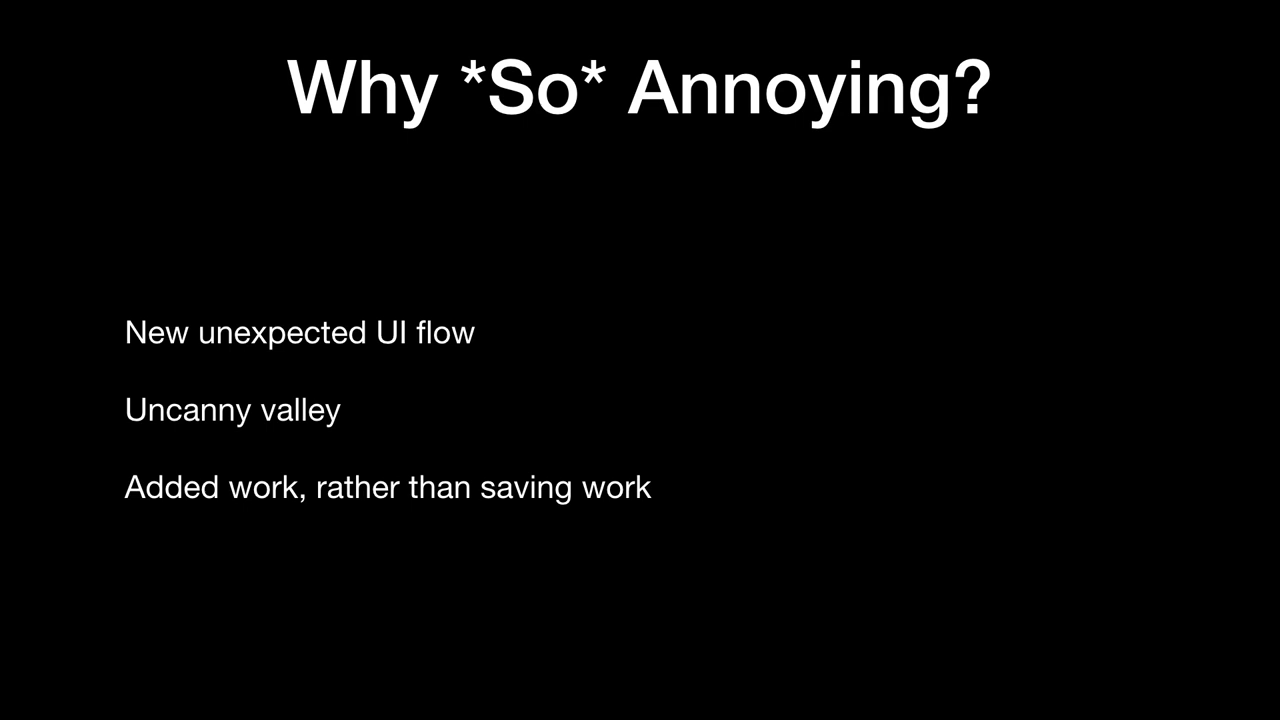 Why *So* Annoying?
New unexpected UI flow
Uncanny valley
Added work, rather than saving work